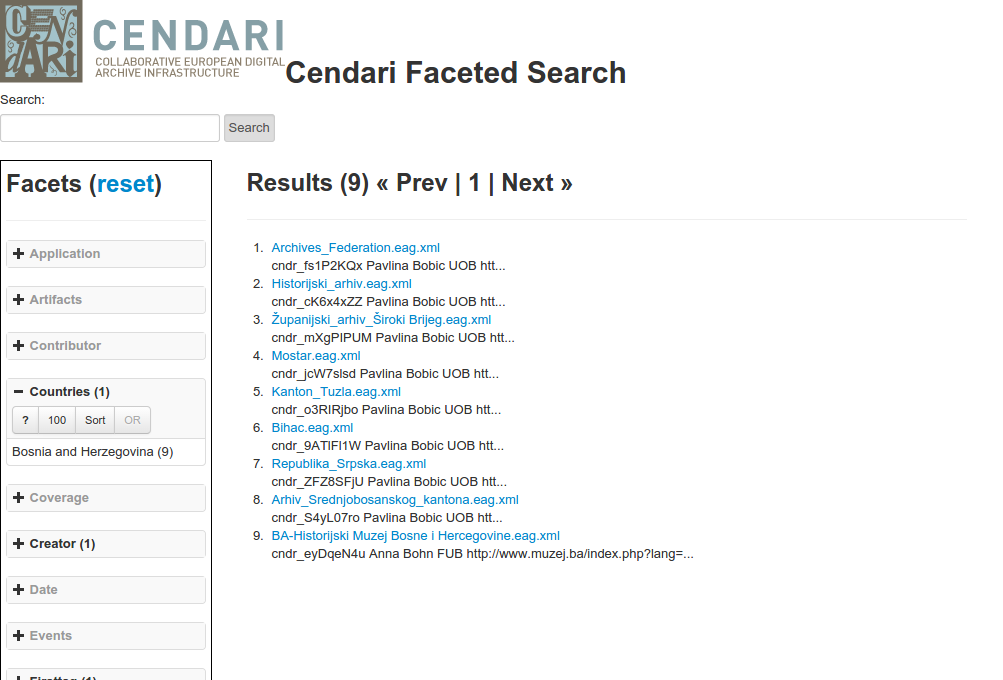 CENDARI
CENDARI
COLLABORATIVE EUROPEAN DIGITAL
ARCHIVE INFRASTRUCTURE
Cendari Faceted Search
Search:
Search
Facets (reset)
Application
Artifacts
Contributor
Countries (1)
? 100 Sort OR
Bosnia and Herzegovina (9)
Coverage
Creator (1)
Date
Events
Results (9) « Prev | 1 | Next »
1. Archives_Federation.eag.xml
cndr_fs1P2KQx Pavlina Bobic UOB htt...
2. Historijski_arhiv.eag.xml
cndr_cK6x4xZZ Pavlina Bobic UOB htt...
3. Županijski_arhiv_Široki Brijeg.eag.xml
cndr_mXgPIPUM Pavlina Bobic UOB htt...
4. Mostar.eag.xml
cndr_jcW7slsd Pavlina Bobic UOB htt...
5. Kanton_Tuzla.eag.xml
cndr_o3RIRjbo Pavlina Bobic UOB htt...
6. Bihac.eag.xml
cndr_9ATlFl1W Pavlina Bobic UOB htt...
7. Republika_Srpska.eag.xml
cndr_ZFZ8SFjU Pavlina Bobic UOB htt...
8. Arhiv_Srednjobosanskog_kantona.eag.xml
cndr_S4yL07ro Pavlina Bobic UOB htt...
9. BA-Historijski Muzej Bosne i Hercegovine.eag.xml
cndr_eyDqeN4u Anna Bohn FUB http://www.muzej.ba/index.php?lang=...